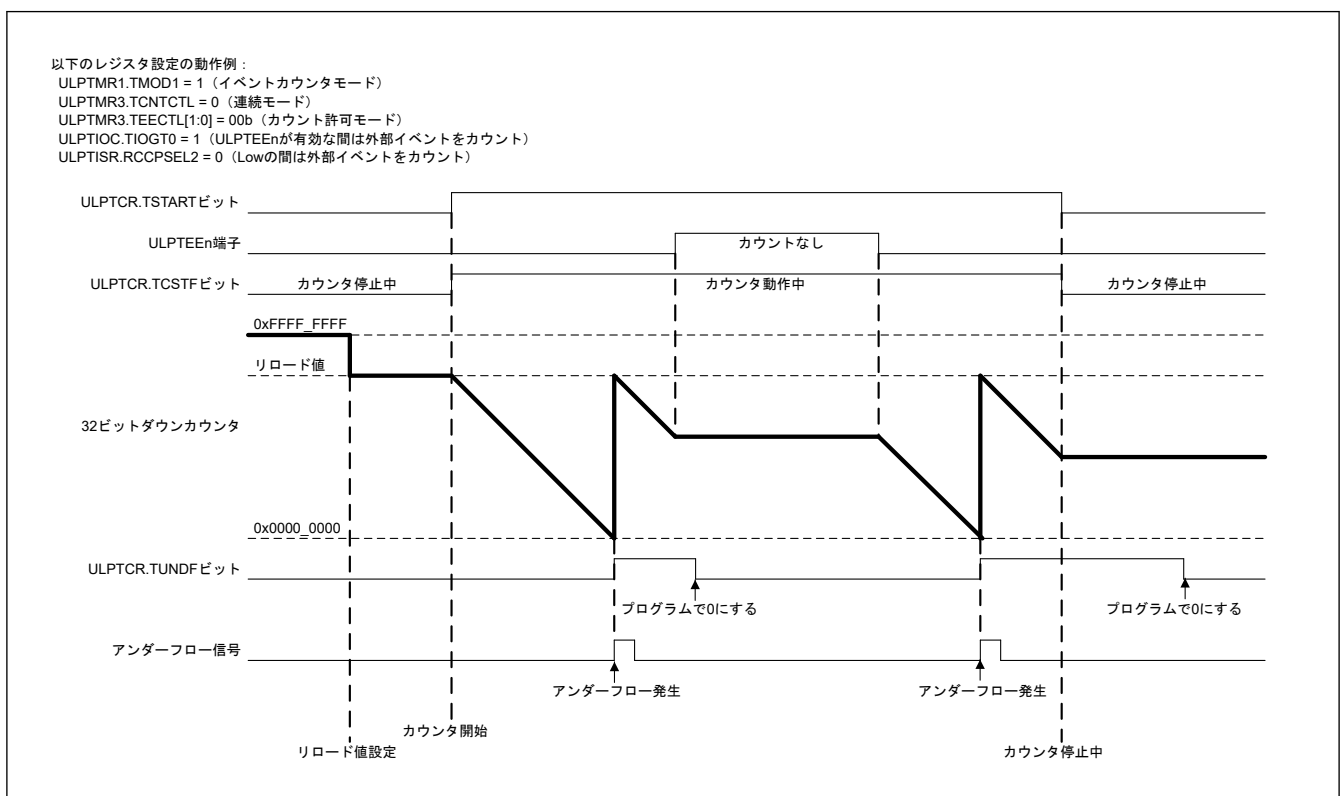 以下のレジスタ設定の動作例：
ULPTMR1.TMOD1 = 1（イベントカウンタモード）
ULPTMR3.TCNTCTL = 0（連続モード）
ULPTMR3.TEECTL[1:0] = 00b（カウント許可モード）
ULPTIOC.TIOGT0 = 1（ULPTEEnが有効な間は外部イベントをカウント）
ULPTISR.RCCPSEL2 = 0（Lowの間は外部イベントをカウント）
ULPTCR.TSTARTビット
ULPTEEn端子
カウントなし
ULPTCR.TCSTFビット
カウンタ停止中
カウンタ動作中
カウンタ停止中
0xFFFF_FFFF
リロード値
32ビットダウンカウンタ
0x0000_0000
ULPTCR.TUNDFビット
プログラムで0にする
プログラムで0にする
アンダーフロー信号
アンダーフロー発生
アンダーフロー発生
カウンタ開始
リロード値設定
カウンタ停止中